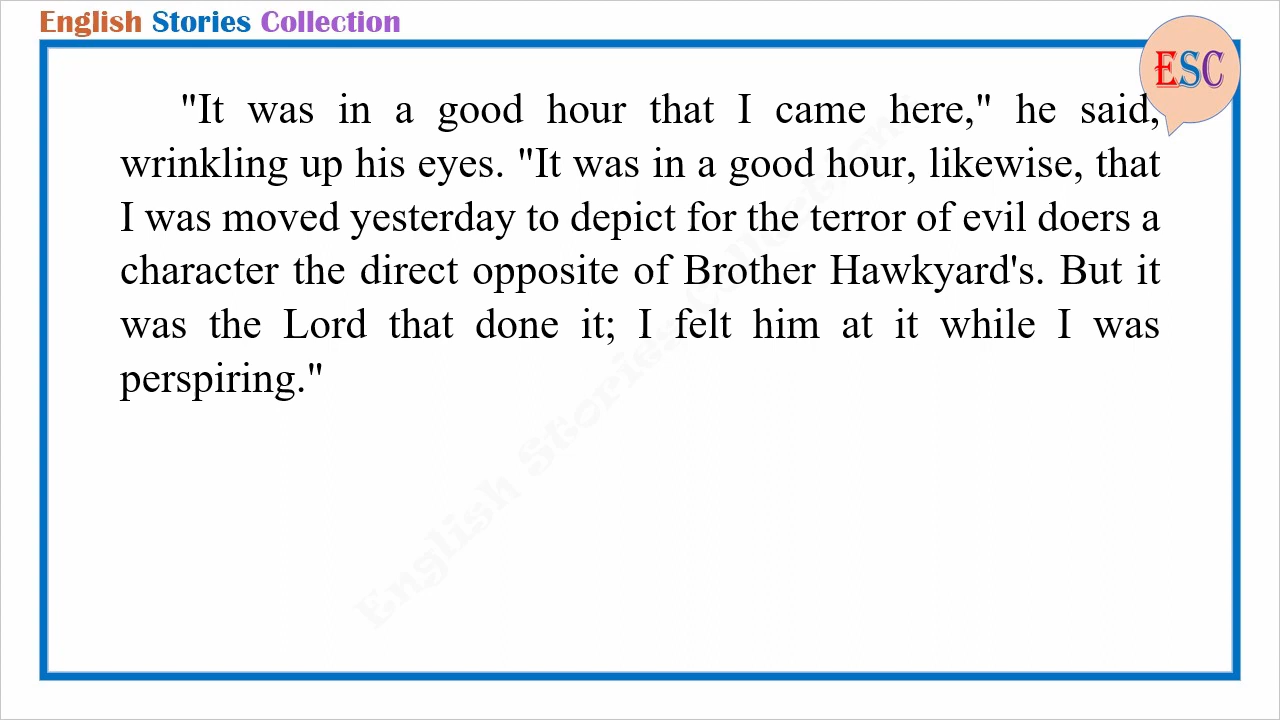 English Stories Collection
ESC
"It was in a good hour that I came here," he said,
wrinkling up his eyes. "It was in a good hour, likewise, that
I was moved yesterday to depict for the terror of evil doers a
character the direct opposite of Brother Hawkyard's. But it
was the Lord that done it; I felt him at it while I was
perspiring."
English Stories Collection